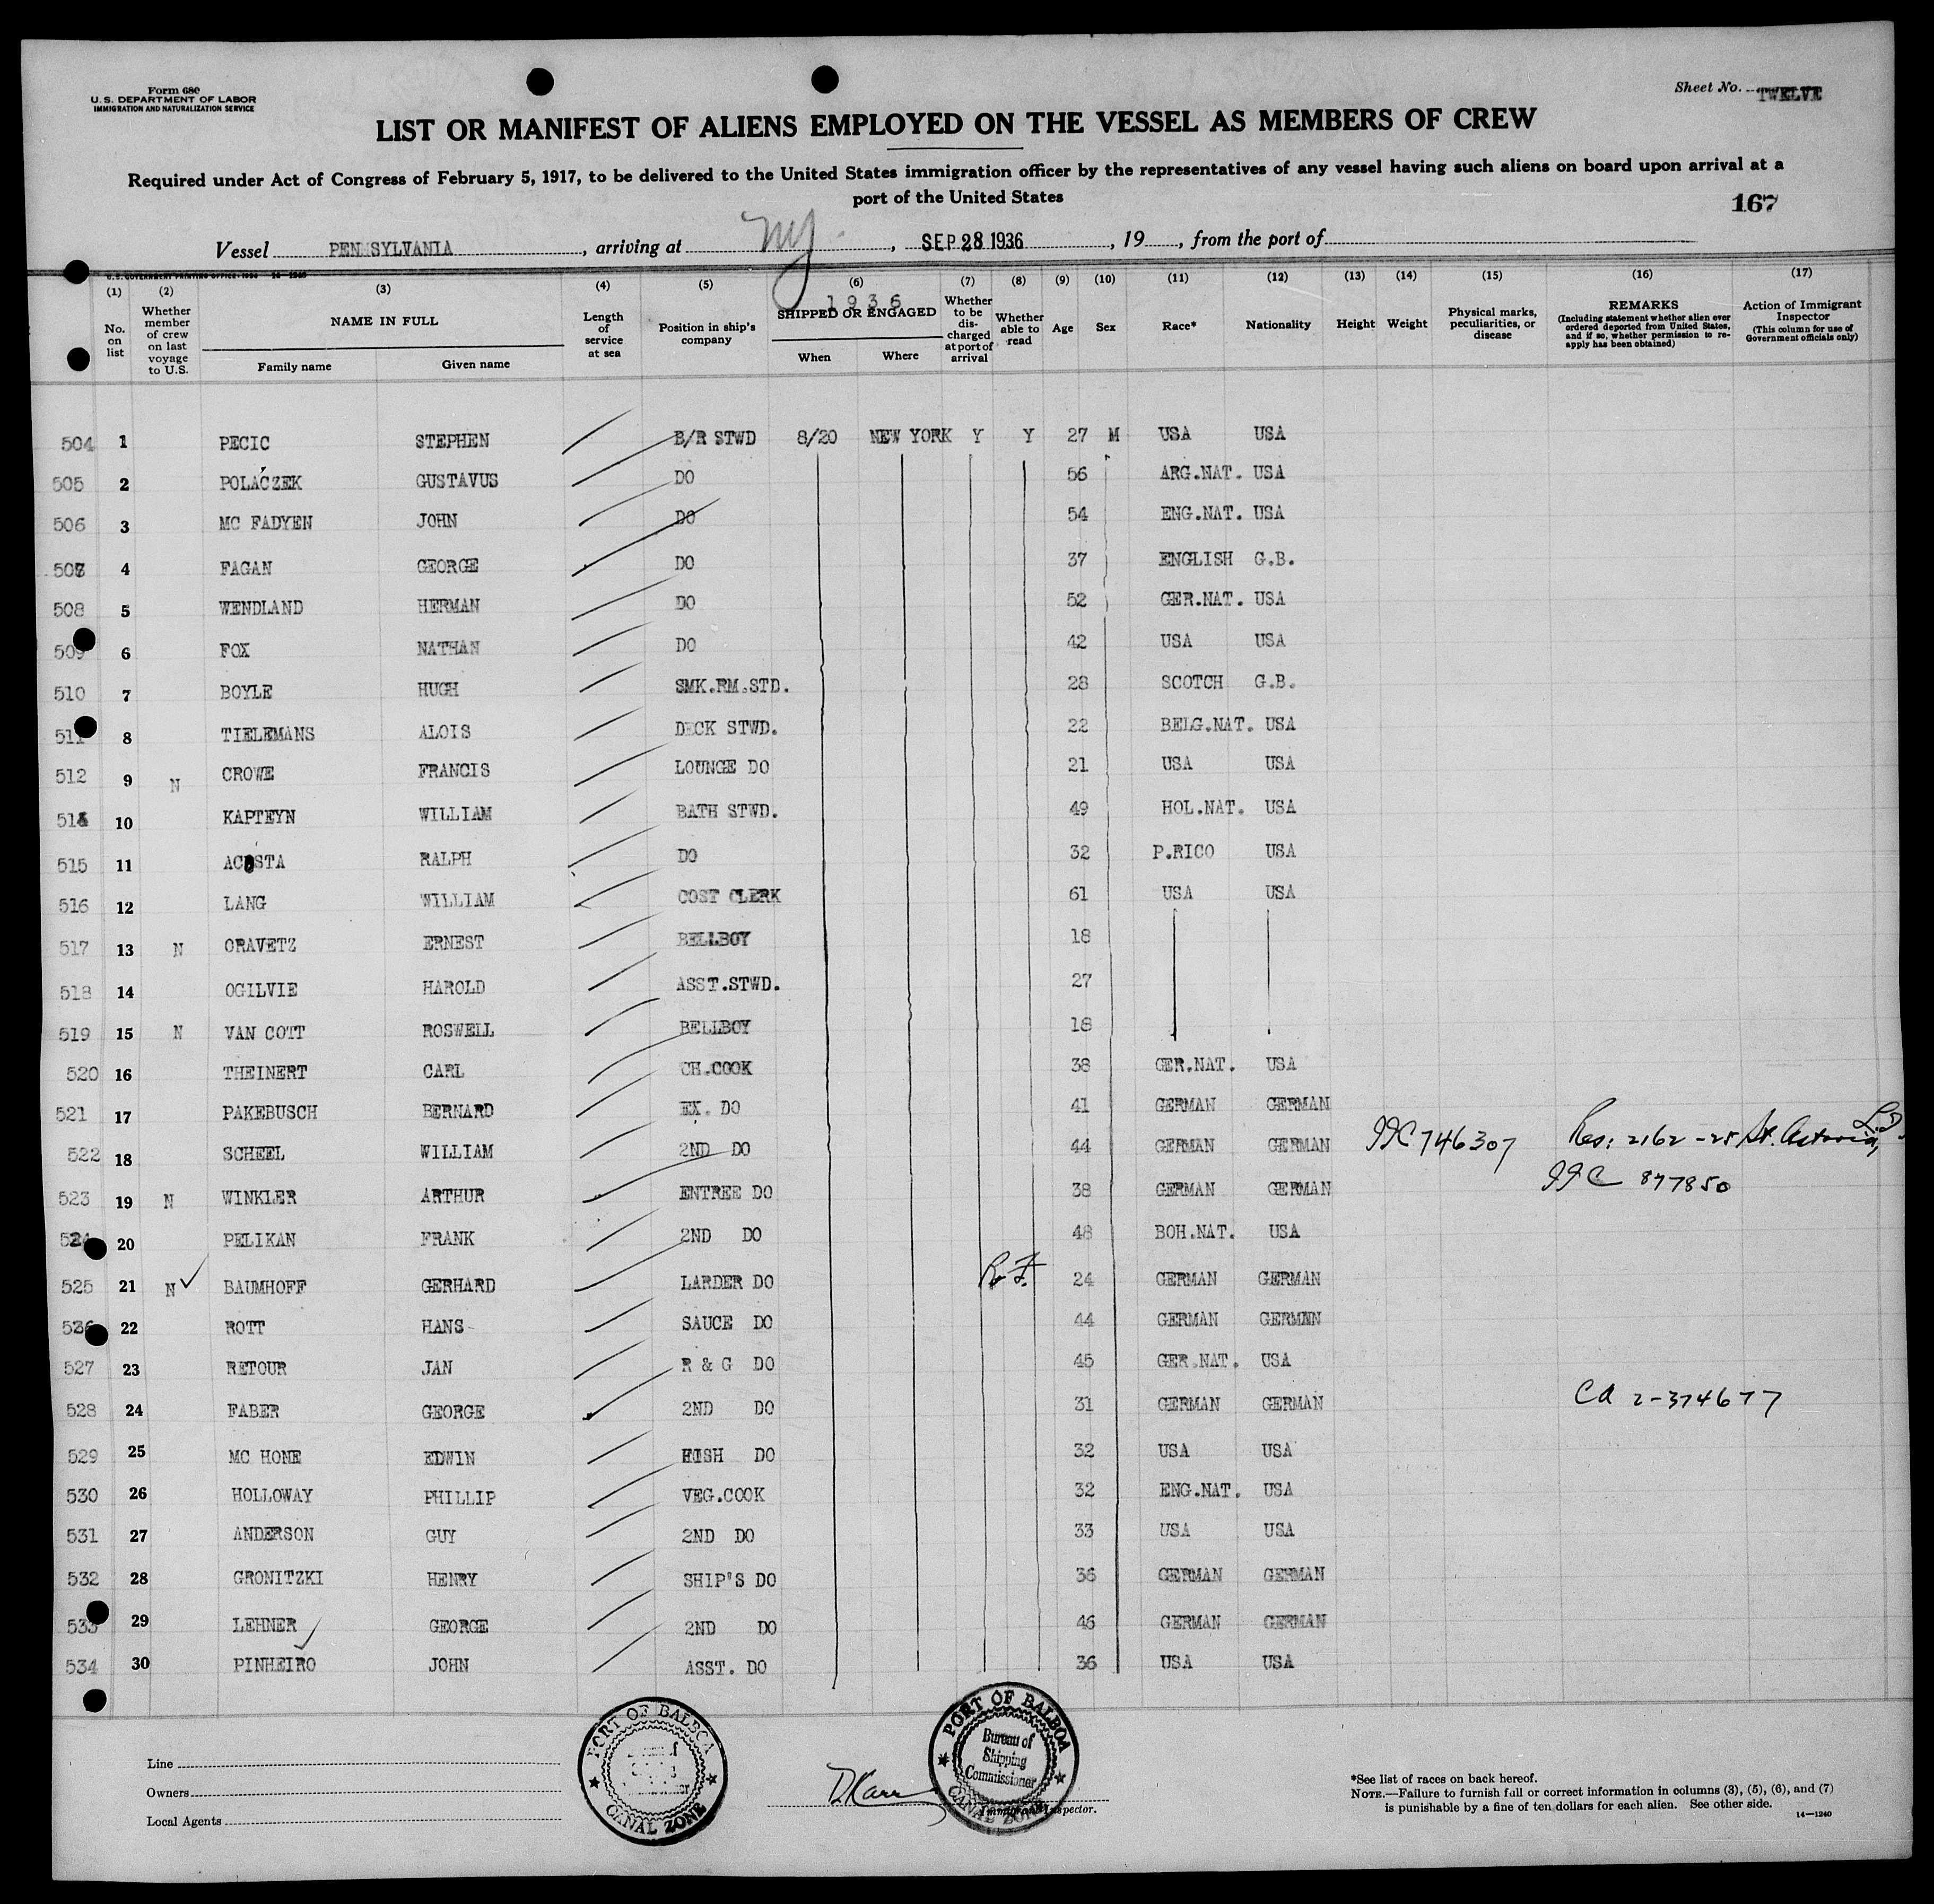 Form 680
U. S. DEPARTMENT OF LABOR
IMMIGRATION AND NATURALIZATION SERVICE
Sheet No. TWELVE
LIST OR MANIFEST OF ALIENS EMPLOYED ON THE VESSEL AS MEMBERS OF CREW
Required under Act of Congress of February 5, 1917, to be delivered to the United States immigration officer by the representatives of any vessel having such aliens on board upon arrival at a
port of the United States
167
Vessel PENNSYLVANIA, arriving at NY, SEP 28 1936, 19, from the port of
(1) (2) (3) (4) (5) (6) (7) (8) (9) (10) (11) (12) (13) (14) (15) (16) (17)
No. on list
Whether member of crew on last voyage to U.S.
NAME IN FULL
Family name Given name
Length of service at sea
Position in ship's company
1936
SHIPPED OR ENGAGED
When Where
Whether to be discharged at port of arrival
Whether able to read
Age
Sex
Race*
Nationality
Height
Weight
Physical marks, peculiarities, or disease
REMARKS
(Including statement whether alien ever ordered deported from United States, and if so, whether permission to re-apply has been obtained)
Action of Immigrant Inspector
(This column for use of Government officials only)
504 1 PECIC STEPHEN B/R STWD 8/20 NEW YORK Y Y 27 M USA USA
505 2 POLACZEK GUSTAVUS DO 56 ARG.NAT. USA
506 3 MC FADYEN JOHN DO 54 ENG.NAT. USA
507 4 FAGAN GEORGE DO 37 ENGLISH G.B.
508 5 WENDLAND HERMAN DO 52 GER.NAT. USA
509 6 FOX NATHAN DO 42 USA USA
510 7 BOYLE HUGH SMK.RM.STD. 28 SCOTCH G.B.
511 8 TIELEMANS ALOIS DECK STWD. 22 BELG.NAT. USA
512 9 N CROWE FRANCIS LOUNGE DO 21 USA USA
10 KAPTEYN WILLIAM BATH STWD. 49 HOL.NAT. USA
515 11 ACOSTA RALPH DO 32 P.RICO USA
516 12 LANG WILLIAM COST CLERK 61 USA USA
517 13 N ORAVETZ ERNEST BELLBOY 18
518 14 OGILVIE HAROLD ASST.STWD. 27
519 15 N VAN COTT ROSWELL BELLBOY 18
520 16 THEINERT CARL CH.COOK 38 GER.NAT. USA
521 17 PAKEBUSCH BERNARD EX. DO 41 GERMAN GERMAN
522 18 SCHEEL WILLIAM 2ND DO 44 GERMAN GERMAN 746307 Res: 2162-25 St. Astoria, L.I.
523 19 N WINKLER ARTHUR ENTREE DO 38 GERMAN GERMAN 877850
524 20 PELIKAN FRANK 2ND DO 48 BOH.NAT. USA
525 21 N BAUMHOFF GERHARD LARDER DO 24 GERMAN GERMAN
526 22 ROTT HANS SAUCE DO 44 GERMAN GERMEN
527 23 RETOUR JAN R & G DO 45 GER.NAT. USA
528 24 FABER GEORGE 2ND DO 31 GERMAN GERMAN CA 2-374677
529 25 MC HONE EDWIN FISH DO 32 USA USA
530 26 HOLLOWAY PHILLIP VEG.COOK 32 ENG.NAT. USA
531 27 ANDERSON GUY 2ND DO 33 USA USA
532 28 GRONITZKI HENRY SHIP'S DO 36 GERMAN GERMAN
533 29 LEHNER GEORGE 2ND DO 46 GERMAN GERMAN
534 30 PINHEIRO JOHN ASST. DO 36 USA USA
PORT OF BALBOA
CANAL ZONE
PORT OF BALBOA
Bureau of
Shipping
Commissioner
CANAL ZONE
Line
Owners
Local Agents
Immigrant Inspector.
*See list of races on back hereof.
NOTE.—Failure to furnish full or correct information in columns (3), (5), (6), and (7)
is punishable by a fine of ten dollars for each alien. See other side.
14—1240